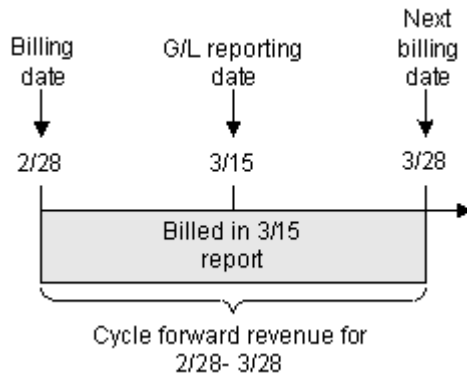 Billing date
G/L reporting date
Next billing date
2/28
3/15
3/28
Billed in 3/15
report
Cycle forward revenue for
2/28- 3/28